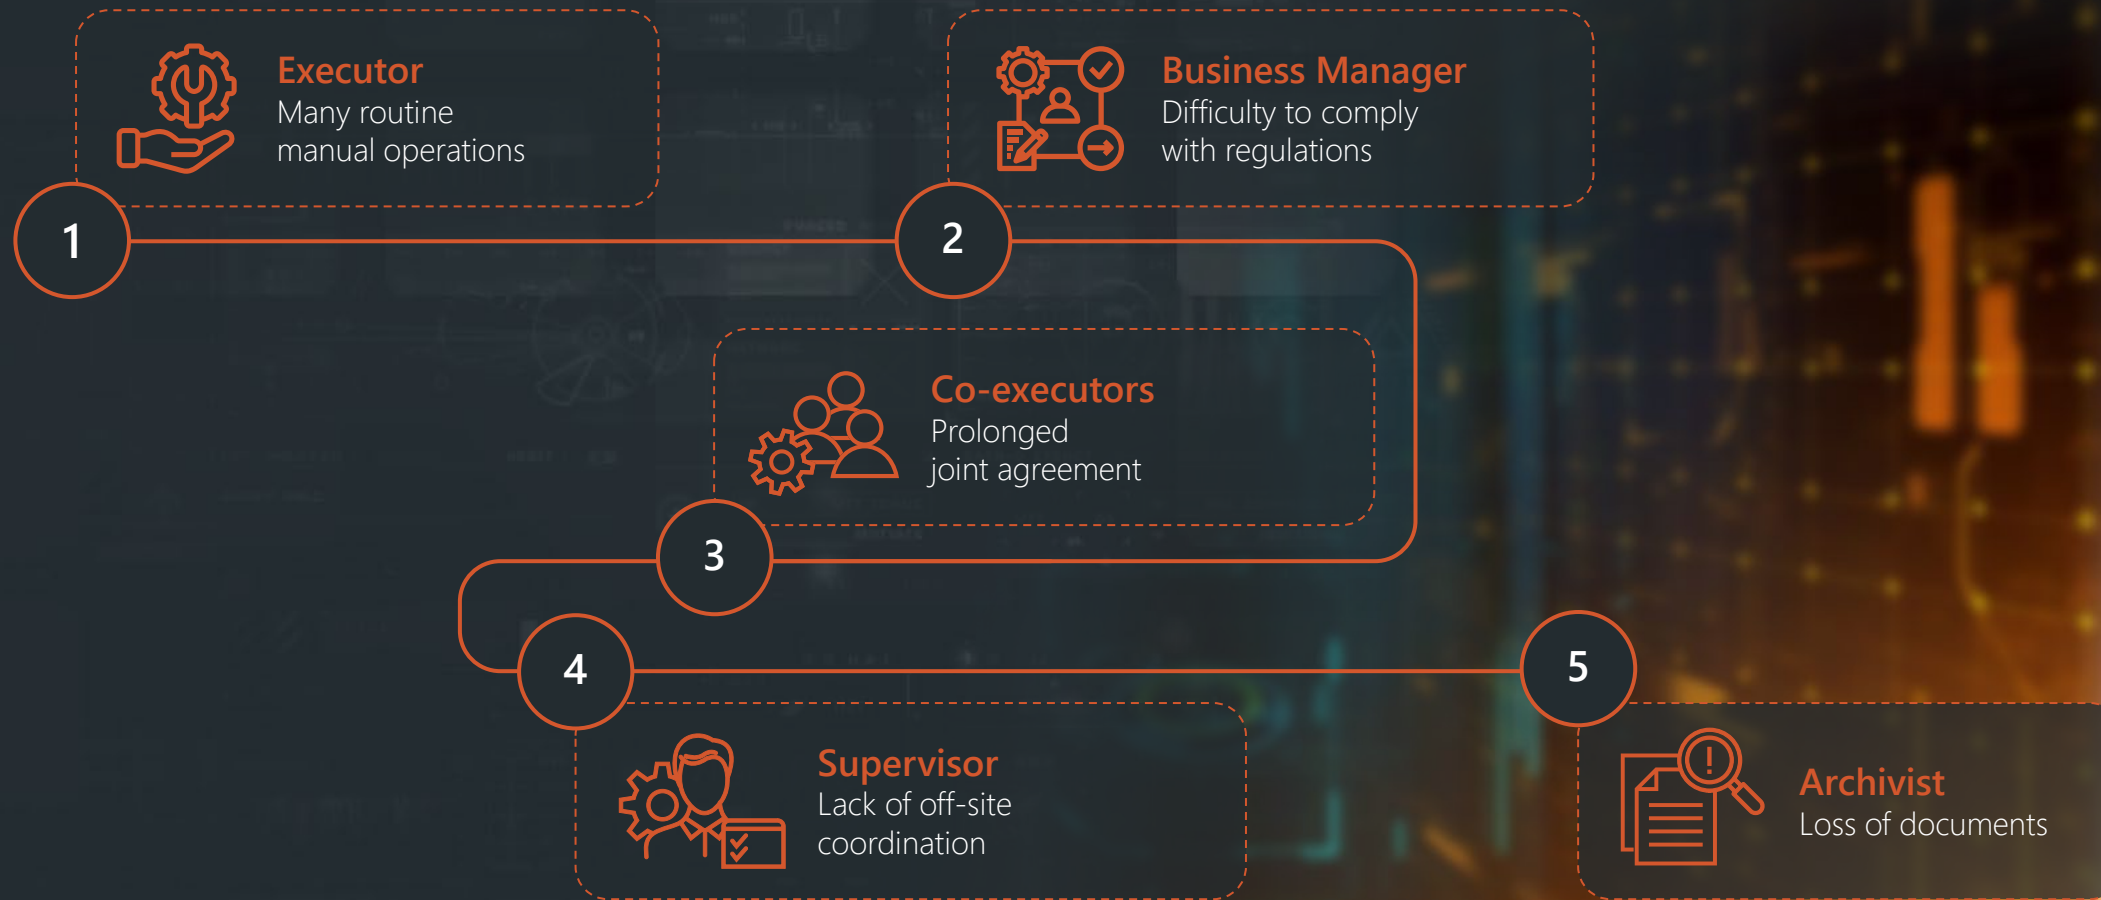 Executor
Many routine
manual operations
1
Business Manager
Difficulty to comply
with regulations
2
Co-executors
Prolonged
joint agreement
3
4
Supervisor
Lack of off-site
coordination
5
Archivist
Loss of documents